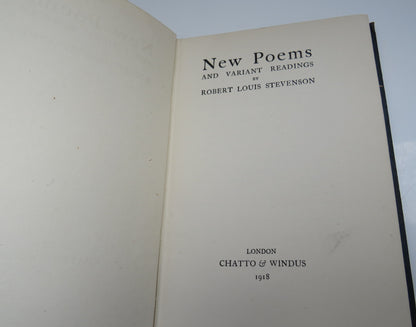 New Poems
AND VARIANT READINGS
BY
ROBERT LOUIS STEVENSON
LONDON
CHATTO & WINDUS
1918